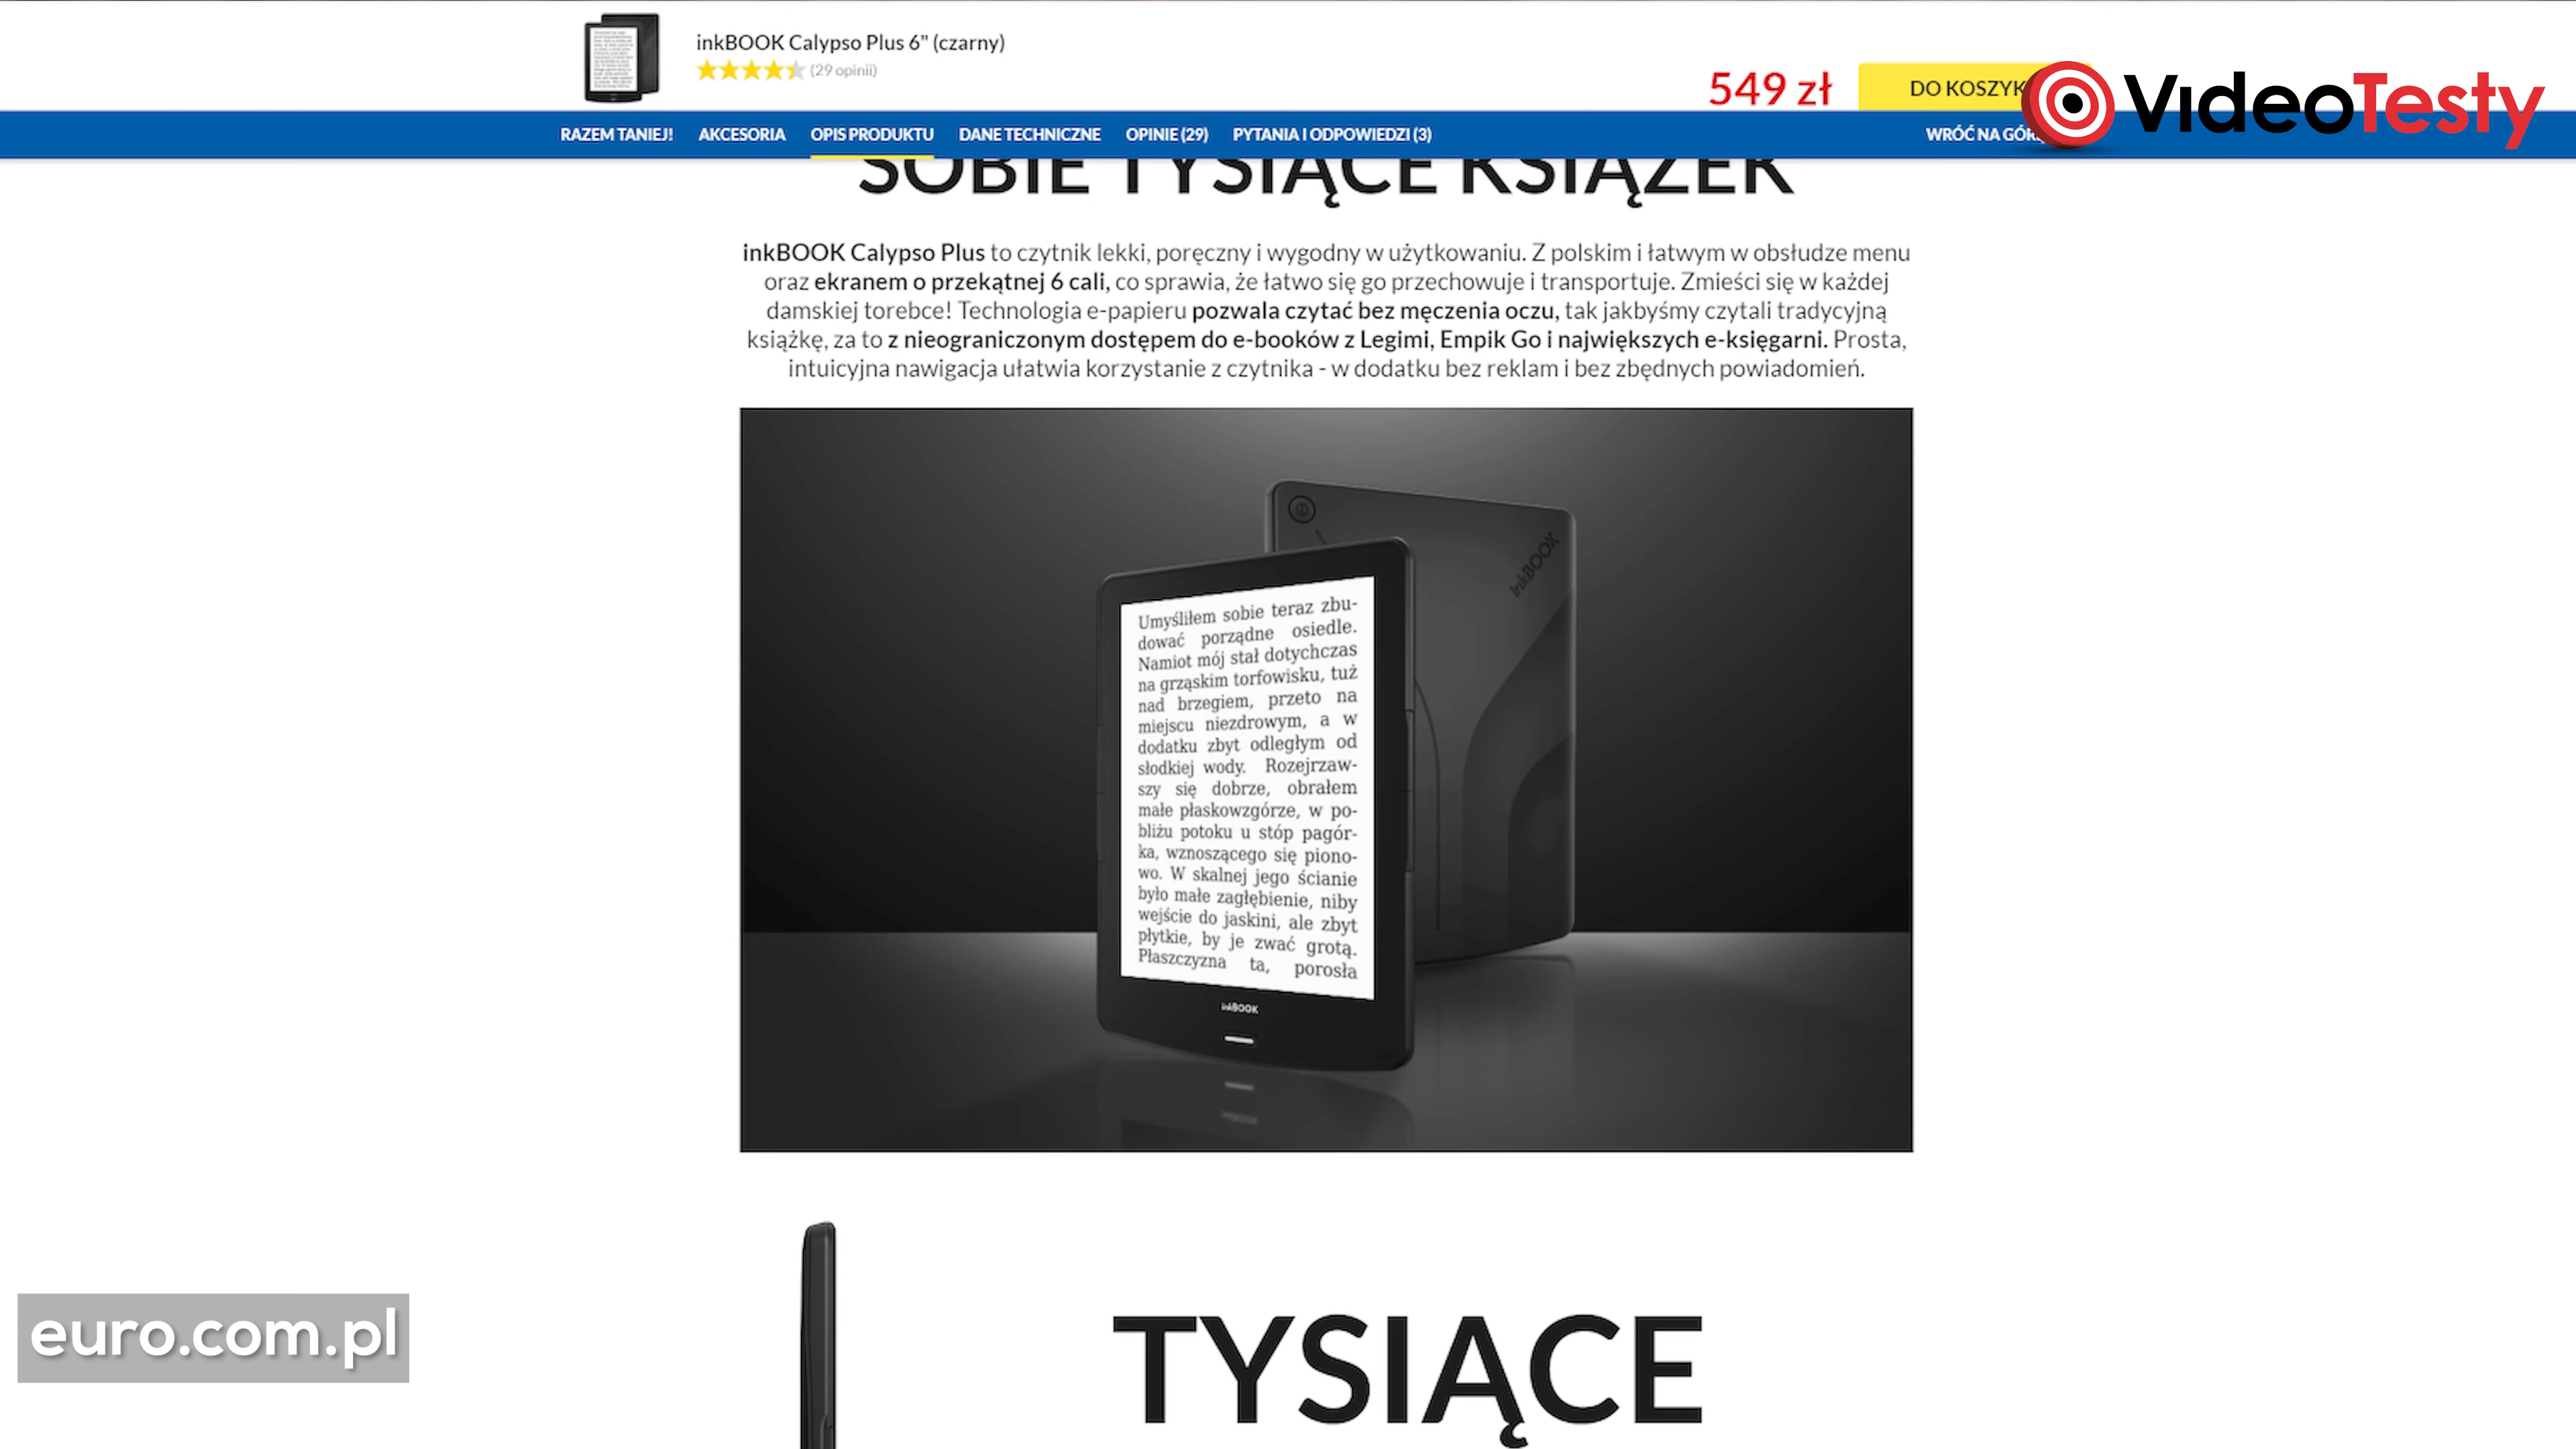 inkBOOK Calypso Plus 6" (czarny)
(29 opinii)
549 zł
DO KOSZYK
VideoTesty
RAZEM TANIEJ! AKCESORIA OPIS PRODUKTU DANE TECHNICZNE OPINIE (29) PYTANIA I ODPOWIEDZI (3) WRÓĆ NA GÓRĘ
SOBIE TYSIĄCE KSIĄŻEK
inkBOOK Calypso Plus to czytnik lekki, poręczny i wygodny w użytkowaniu. Z polskim i łatwym w obsłudze menu
oraz ekranem o przekątnej 6 cali, co sprawia, że łatwo się go przechowuje i transportuje. Zmieści się w każdej
damskiej torebce! Technologia e-papieru pozwala czytać bez męczenia oczu, tak jakbyśmy czytali tradycyjną
książkę, za to z nieograniczonym dostępem do e-booków z Legimi, Empik Go i największych e-księgarni. Prosta,
intuicyjna nawigacja ułatwia korzystanie z czytnika - w dodatku bez reklam i bez zbędnych powiadomień.
inkBOOK
Umyśliłem sobie teraz zbu-
dować porządne osiedle.
Namiot mój stał dotychczas
na grząskim torfowisku, tuż
nad brzegiem, przeto na
miejscu niezdrowym, a w
dodatku zbyt odległym od
słodkiej wody. Rozejrzaw-
szy się dobrze, obrałem
małe płaskowzgórze, w po-
bliżu potoku u stóp pagór-
ka, wznoszącego się piono-
wo. W skalnej jego ścianie
było małe zagłębienie, niby
wejście do jaskini, ale zbyt
płytkie, by je zwać grotą.
Płaszczyzna ta, porosła
inkBOOK
euro.com.pl
TYSIĄCE